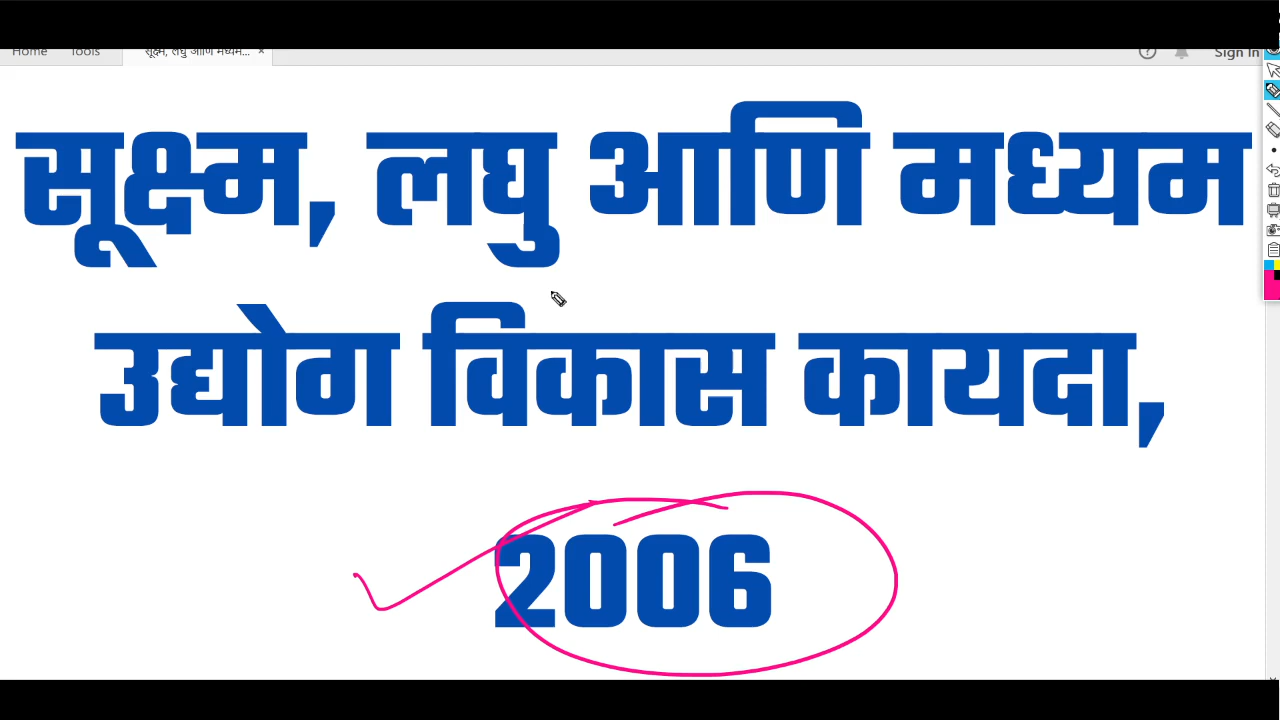 Home Tools सूक्ष्म, लघु आणि मध्यम... × ? Sign In
सूक्ष्म, लघु आणि मध्यम
उद्योग विकास कायदा,
2006